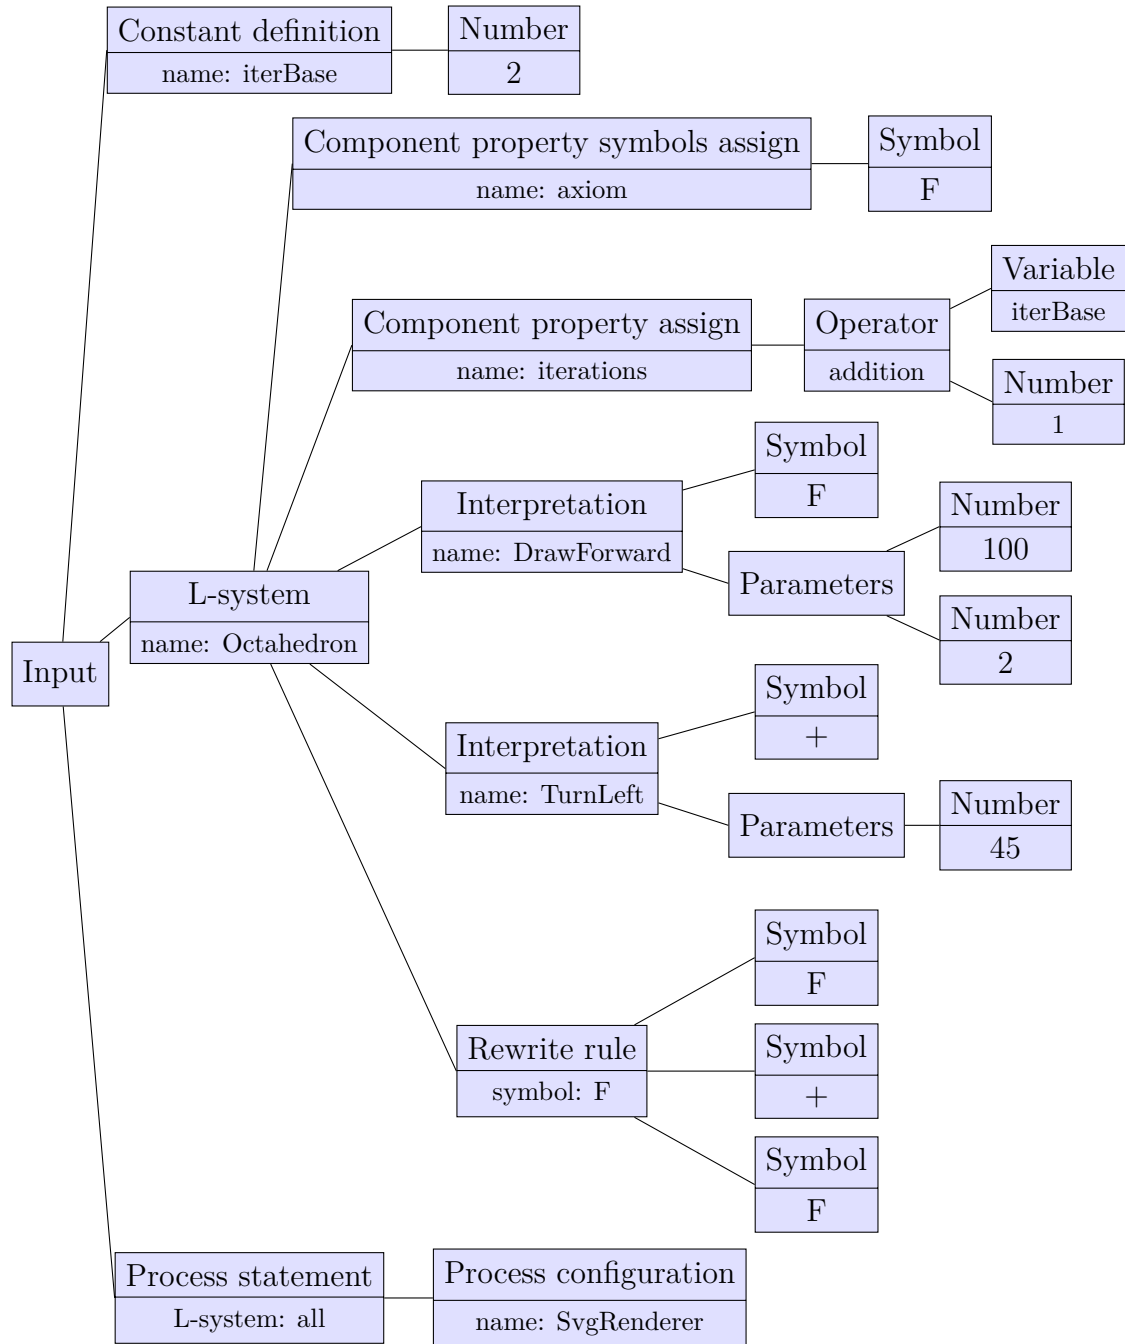 Constant definition
name: iterBase
Number
2
Component property symbols assign
name: axiom
Symbol
F
Component property assign
name: iterations
Operator
addition
Variable
iterBase
Number
1
Interpretation
name: DrawForward
Symbol
F
Parameters
Number
100
Number
2
L-system
name: Octahedron
Input
Interpretation
name: TurnLeft
Symbol
+
Parameters
Number
45
Rewrite rule
symbol: F
Symbol
F
Symbol
+
Symbol
F
Process statement
L-system: all
Process configuration
name: SvgRenderer